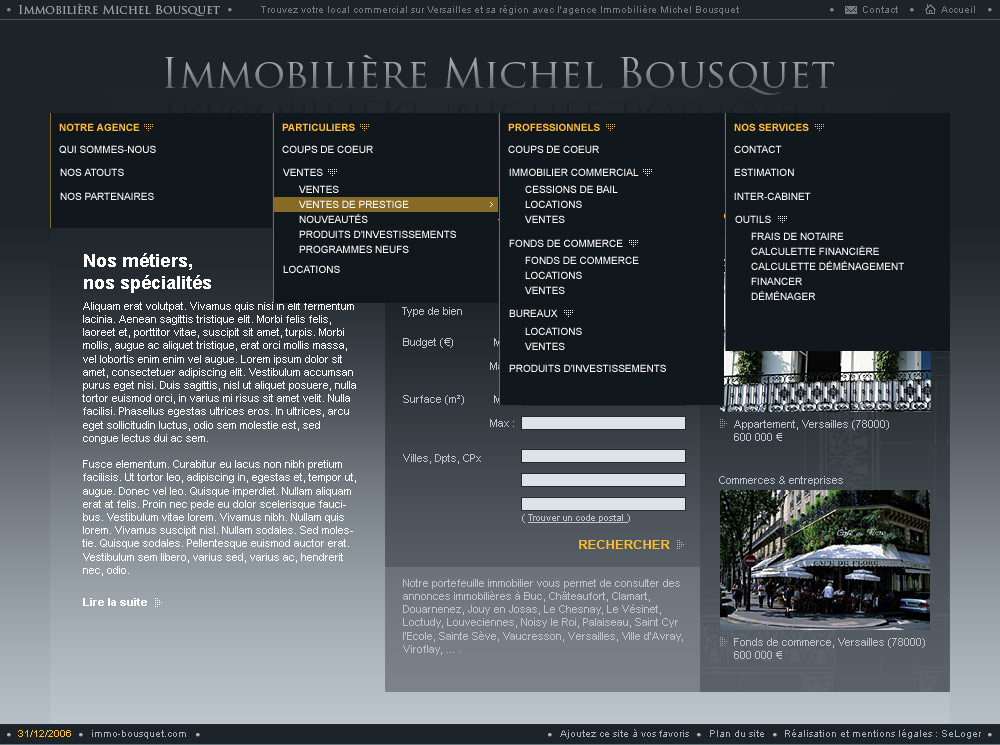 • IMMOBILIÈRE MICHEL BOUSQUET •
Trouvez votre local commercial sur Versailles et sa région avec l'agence Immobilière Michel Bousquet
• Contact • Accueil •
IMMOBILIÈRE MICHEL BOUSQUET
NOTRE AGENCE
QUI SOMMES-NOUS
NOS ATOUTS
NOS PARTENAIRES
PARTICULIERS
COUPS DE COEUR
VENTES
VENTES
VENTES DE PRESTIGE
NOUVEAUTÉS
PRODUITS D'INVESTISSEMENTS
PROGRAMMES NEUFS
LOCATIONS
PROFESSIONNELS
COUPS DE COEUR
IMMOBILIER COMMERCIAL
CESSIONS DE BAIL
LOCATIONS
VENTES
FONDS DE COMMERCE
FONDS DE COMMERCE
LOCATIONS
VENTES
BUREAUX
LOCATIONS
VENTES
PRODUITS D'INVESTISSEMENTS
NOS SERVICES
CONTACT
ESTIMATION
INTER-CABINET
OUTILS
FRAIS DE NOTAIRE
CALCULETTE FINANCIÈRE
CALCULETTE DÉMÉNAGEMENT
FINANCER
DÉMÉNAGER
Nos métiers,
nos spécialités
Aliquam erat volutpat. Vivamus quis nisl in elit fermentum
lacinia. Aenean sagittis tristique elit. Morbi felis felis,
laoreet et, porttitor vitae, suscipit sit amet, turpis. Morbi
mollis, augue ac aliquet tristique, erat orci mollis massa,
vel lobortis enim enim vel augue. Lorem ipsum dolor sit
amet, consectetuer adipiscing elit. Vestibulum accumsan
purus eget nisi. Duis sagittis, nisl ut aliquet posuere, nulla
tortor euismod orci, in varius mi risus sit amet velit. Nulla
facilisi. Phasellus egestas ultrices eros. In ultrices, arcu
eget sollicitudin luctus, odio sem molestie est, sed
congue lectus dui ac sem.
Fusce elementum. Curabitur eu lacus non nibh pretium
facilisis. Ut tortor leo, adipiscing in, egestas et, tempor ut,
augue. Donec vel leo. Quisque imperdiet. Nullam aliquam
erat at felis. Proin nec pede eu dolor scelerisque fauci-
bus. Vestibulum vitae lorem. Vivamus nibh. Nullam quis
lorem. Vivamus suscipit nisl. Nullam sodales. Sed moles-
tie. Quisque sodales. Pellentesque euismod auctor erat.
Vestibulum sem libero, varius sed, varius ac, hendrerit
nec, odio.
Lire la suite
Type de bien
Budget (€) M
Ma
Surface (m²) M
Max :
Villes, Dpts, CPx
( Trouver un code postal )
RECHERCHER
Notre portefeuille immobilier vous permet de consulter des
annonces immobilières à Buc, Châteaufort, Clamart,
Douarnenez, Jouy en Josas, Le Chesnay, Le Vésinet,
Loctudy, Louveciennes, Noisy le Roi, Palaiseau, Saint Cyr
l'Ecole, Sainte Sève, Vaucresson, Versailles, Ville d'Avray,
Viroflay, ... .
Appartement, Versailles (78000)
600 000 €
Commerces & entreprises
CAFE DE FLORE
Fonds de commerce, Versailles (78000)
600 000 €
• 31/12/2006 • immo-bousquet.com •
• Ajoutez ce site à vos favoris • Plan du site • Réalisation et mentions légales : SeLoger •